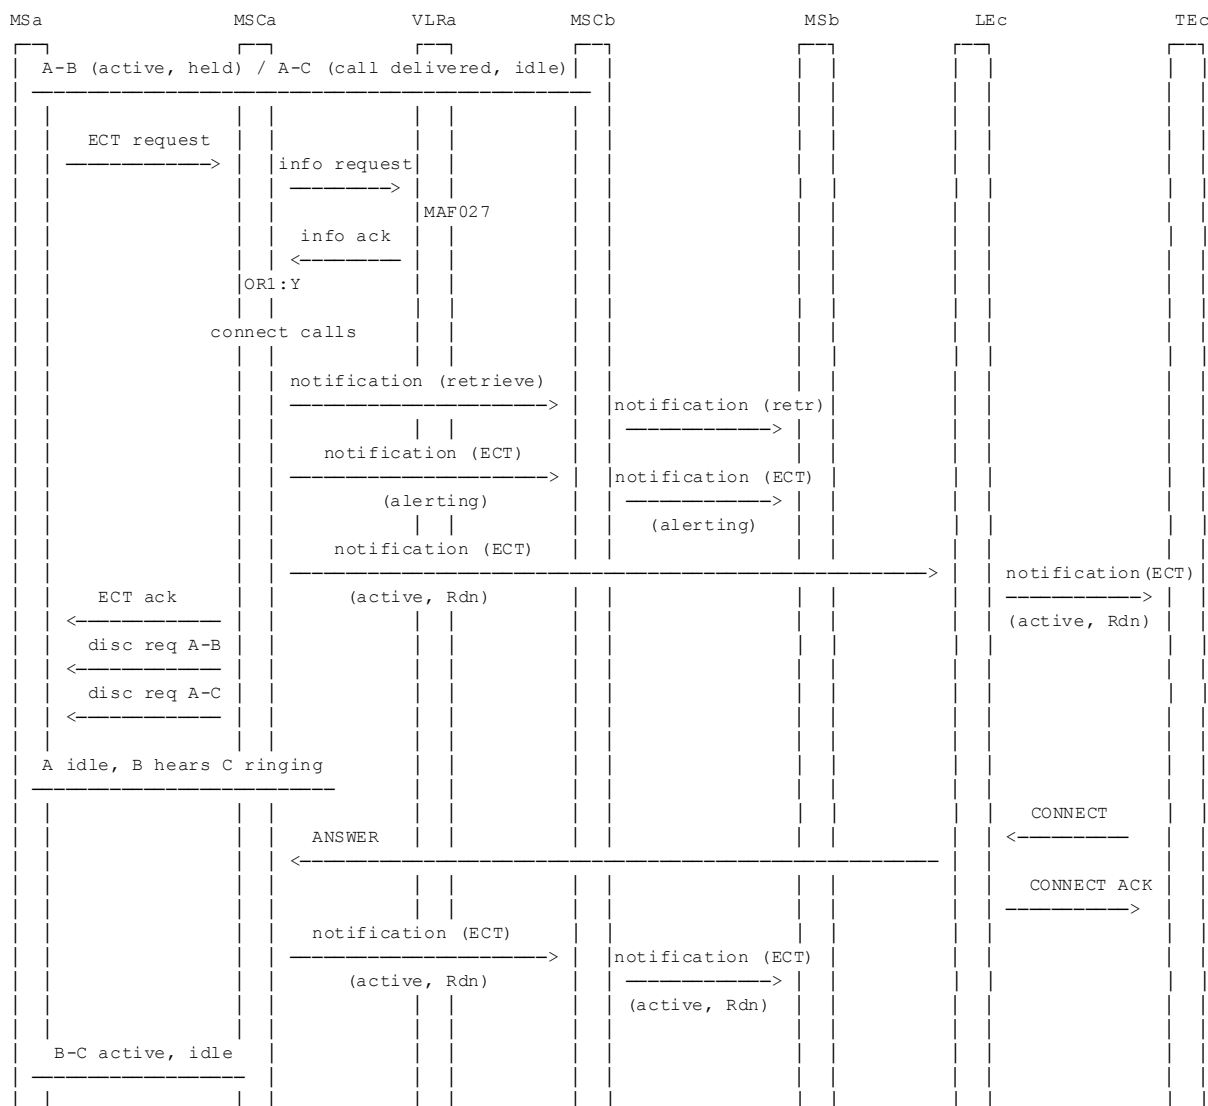 MSa MSCa VLRa MSCb MSb LEc TEc
A-B (active, held) / A-C (call delivered, idle)
ECT request
info request
MAF027
info ack
OR1:Y
connect calls
notification (retrieve)
notification (retr)
notification (ECT)
notification (ECT)
(alerting)
(alerting)
notification (ECT)
notification(ECT)
ECT ack (active, Rdn)
(active, Rdn)
disc req A-B
disc req A-C
A idle, B hears C ringing
CONNECT
ANSWER
CONNECT ACK
notification (ECT)
notification (ECT)
(active, Rdn)
(active, Rdn)
B-C active, idle